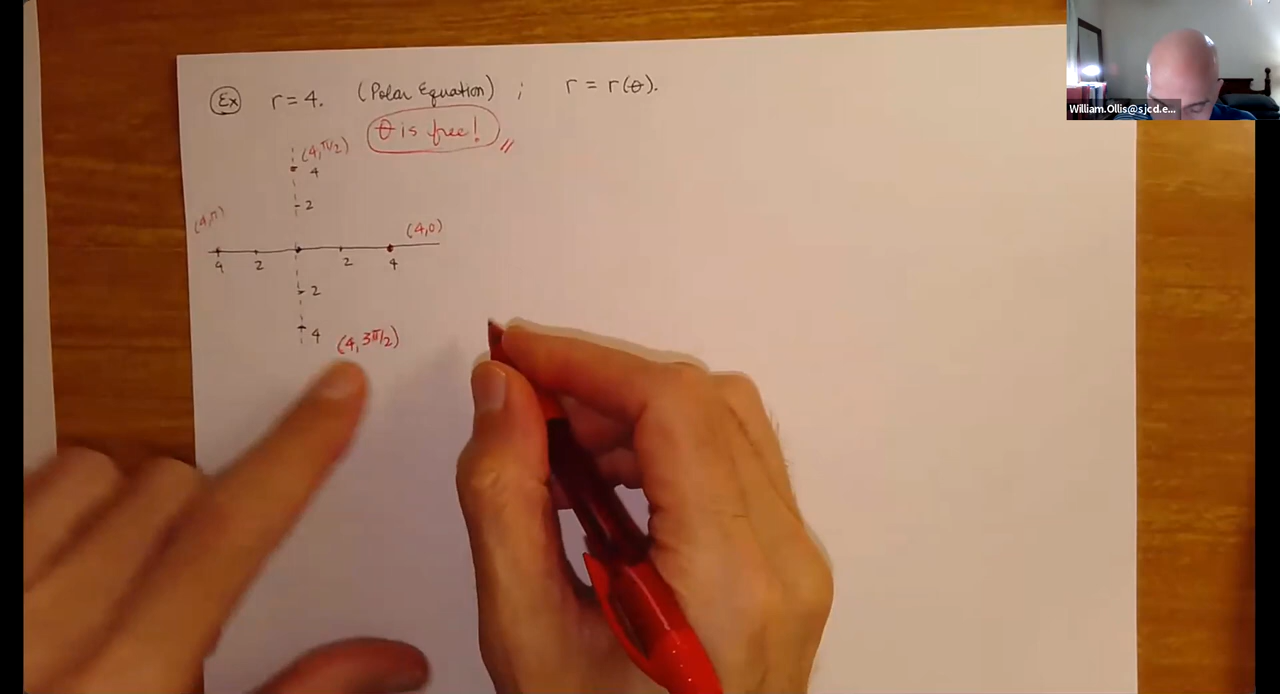 Ex r = 4. (Polar Equation) ; r = r(θ).
θ is free!
(4, π/2)
4
2
(4, π) (4, 0)
4 2 2 4
2
4 (4, 3π/2)
William.Ollis@sjcd.e...